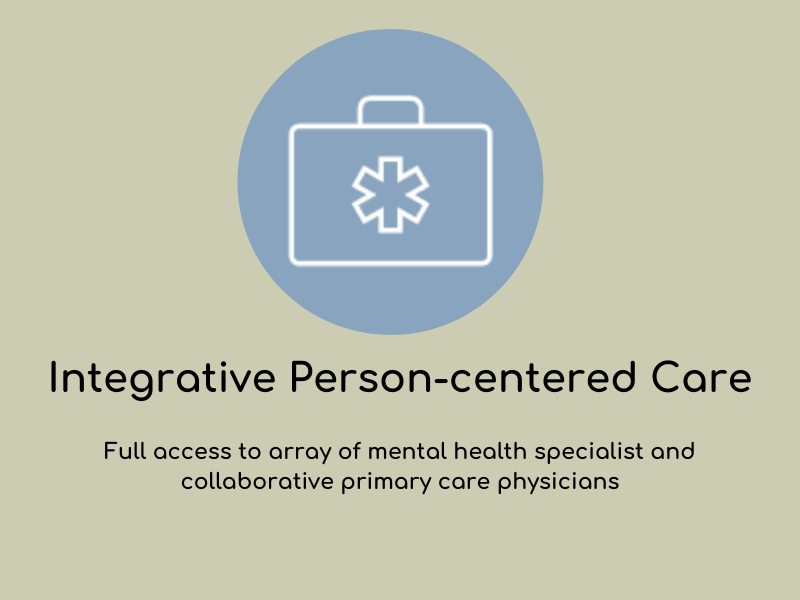 Integrative Person-centered Care
Full access to array of mental health specialist and
collaborative primary care physicians